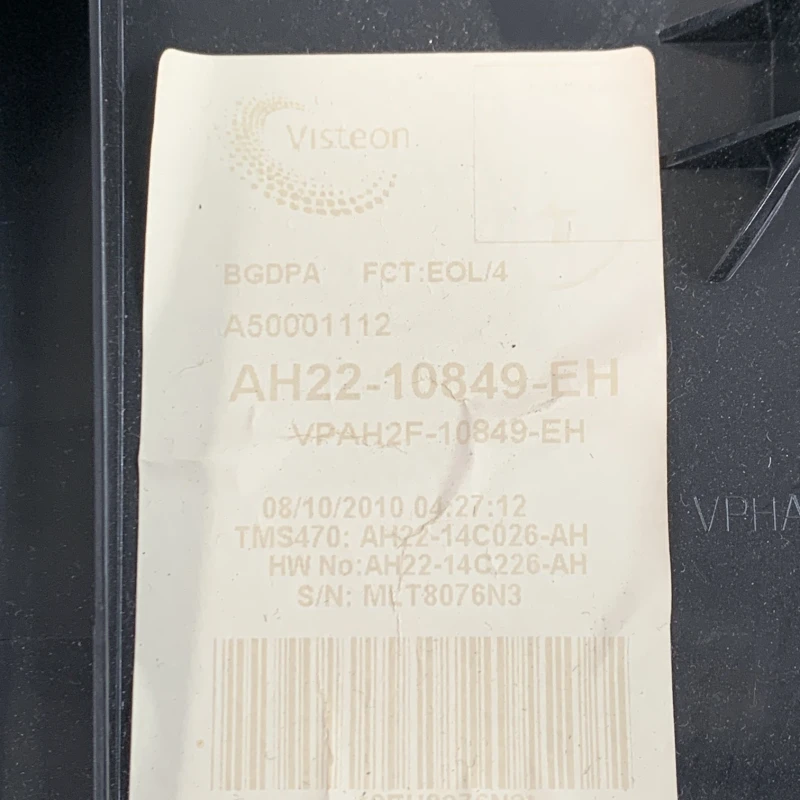 Visteon
BGDPA FCT:EOL/4
A50001112
AH22-10849-EH
VPAH2F-10849-EH
08/10/2010 04:27:12
TMS470: AH22-14C026-AH
HW No:AH22-14C226-AH
S/N: MLT8076N3
VPHA